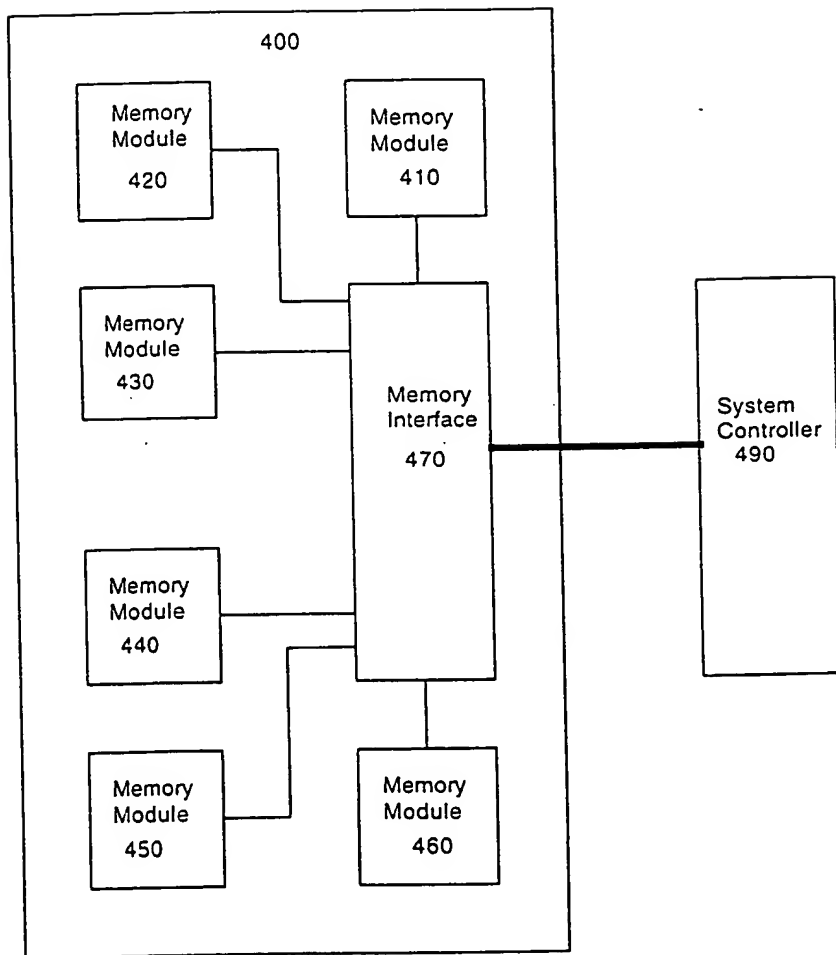 400
Memory
Module
420
Memory
Module
410
Memory
Module
430
Memory
Interface
470
System
Controller
490
Memory
Module
440
Memory
Module
450
Memory
Module
460